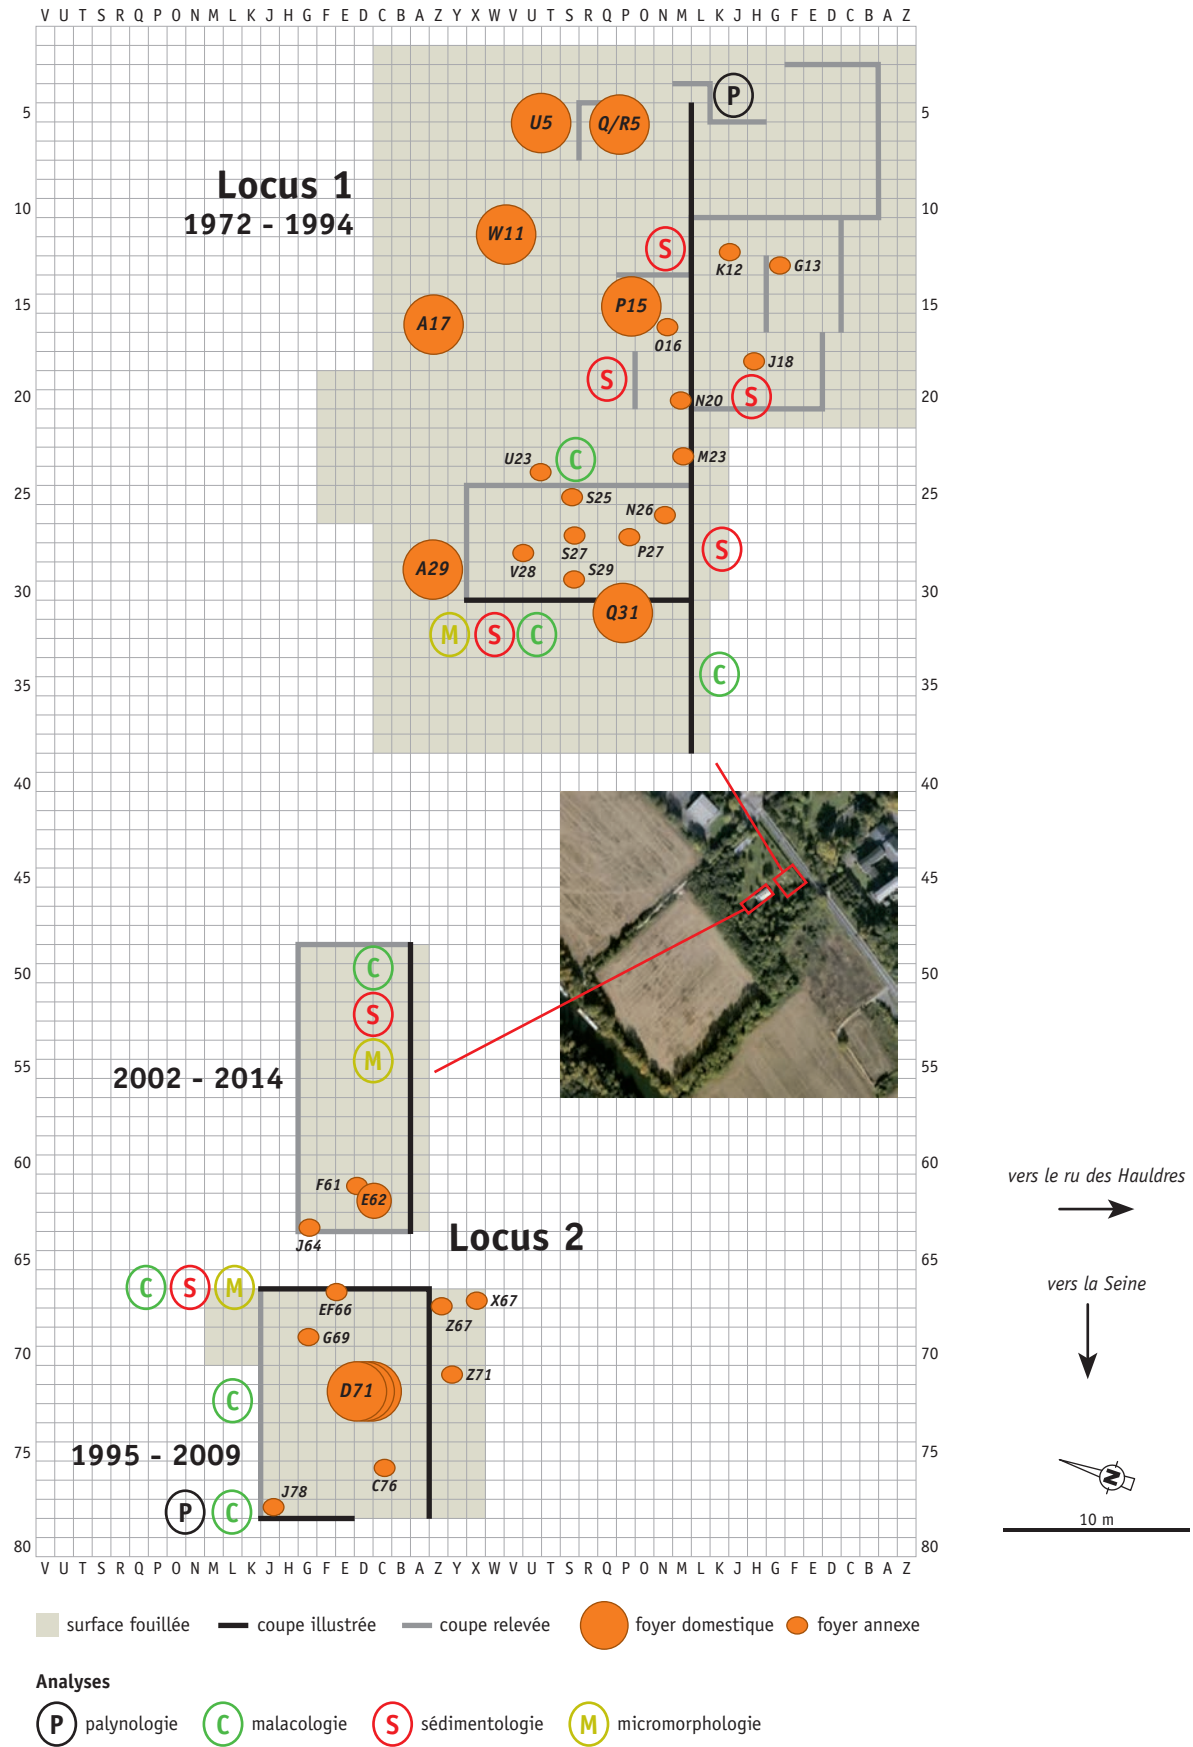 V U T S R Q P O N M L K J H G F E D C B A Z Y X W V U T S R Q P O N M L K J H G F E D C B A Z
5 U5 Q/R5 P 5
Locus 1
1972 - 1994
10 W11 10
S
K12 G13
15 A17 P15 15
O16
J18
S
20 N20 S 20
U23 C M23
25 S25 25
N26
S27 P27
V28 S29
S
A29
30 Q31 30
M S C
C
35 35
40 40
45 45
50 C 50
S
M
55 55
2002 - 2014
60 60
F61 E62
J64
Locus 2
65 65
C S M
EF66 Z67 X67
G69
70 70
D71 Z71
C
75 75
1995 - 2009
C76
J78
P C
80 80
V U T S R Q P O N M L K J H G F E D C B A Z Y X W V U T S R Q P O N M L K J H G F E D C B A Z
vers le ru des Hauldres
vers la Seine
N
10 m
surface fouillée coupe illustrée coupe relevée foyer domestique foyer annexe
Analyses
P palynologie C malacologie S sédimentologie M micromorphologie